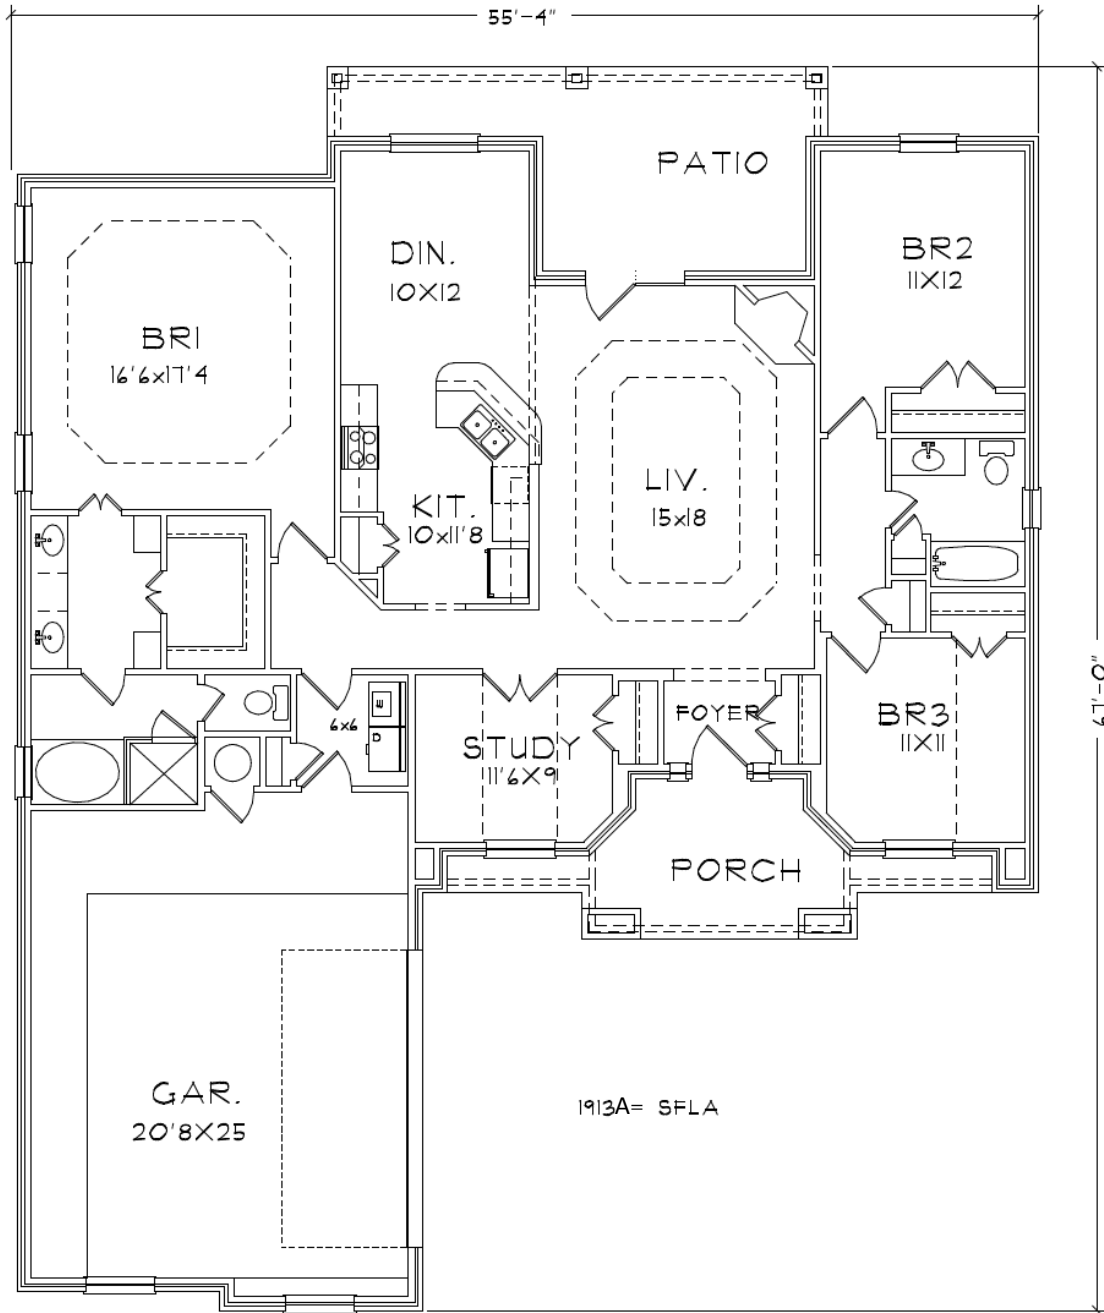 55'-4"
PATIO
DIN.
10X12
BR2
11X12
BR1
16'6x17'4
LIV.
15x18
KIT.
10x11'8
67'-0"
FOYER
BR3
11X11
6x6
W
D
STUDY
11'6X9
PORCH
GAR.
20'8X25
1913A= SFLA